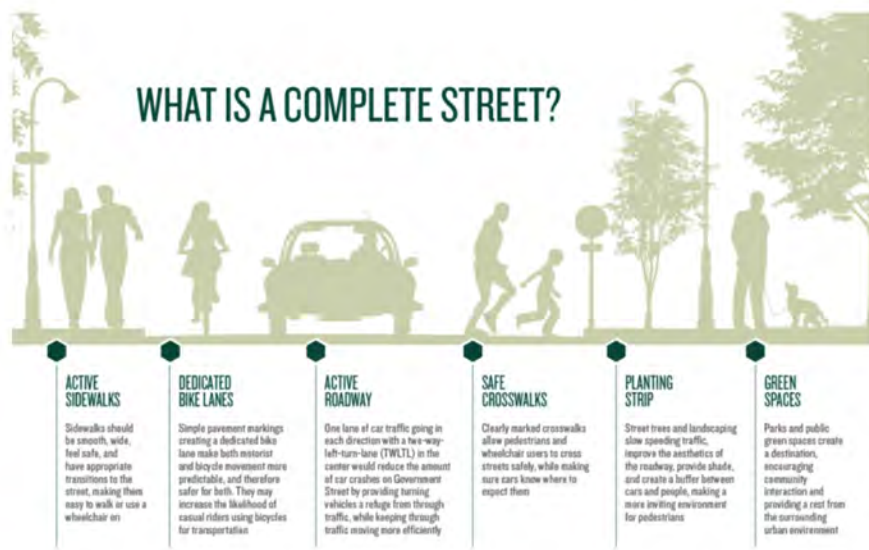 WHAT IS A COMPLETE STREET?
ACTIVE
SIDEWALKS
Sidewalks should
be smooth, wide,
feel safe, and
have appropriate
transitions to the
street, making them
easy to walk or use a
wheelchair on
DEDICATED
BIKE LANES
Simple pavement markings
creating a dedicated bike
lane make both motorist
and bicycle movement more
predictable, and therefore
safer for both. They may
increase the likelihood of
casual riders using bicycles
for transportation
ACTIVE
ROADWAY
One lane of car traffic going in
each direction with a two-way-
left-turn-lane (TWLTL) in the
center would reduce the amount
of car crashes on Government
Street by providing turning
vehicles a refuge from through
traffic, while keeping through
traffic moving more efficiently
SAFE
CROSSWALKS
Clearly marked crosswalks
allow pedestrians and
wheelchair users to cross
streets safely, while making
sure cars know where to
expect them
PLANTING
STRIP
Street trees and landscaping
slow speeding traffic,
improve the aesthetics of
the roadway, provide shade,
and create a buffer between
cars and people, making a
more inviting environment
for pedestrians
GREEN
SPACES
Parks and public
green spaces create
a destination,
encouraging
community
interaction and
providing a rest from
the surrounding
urban environment